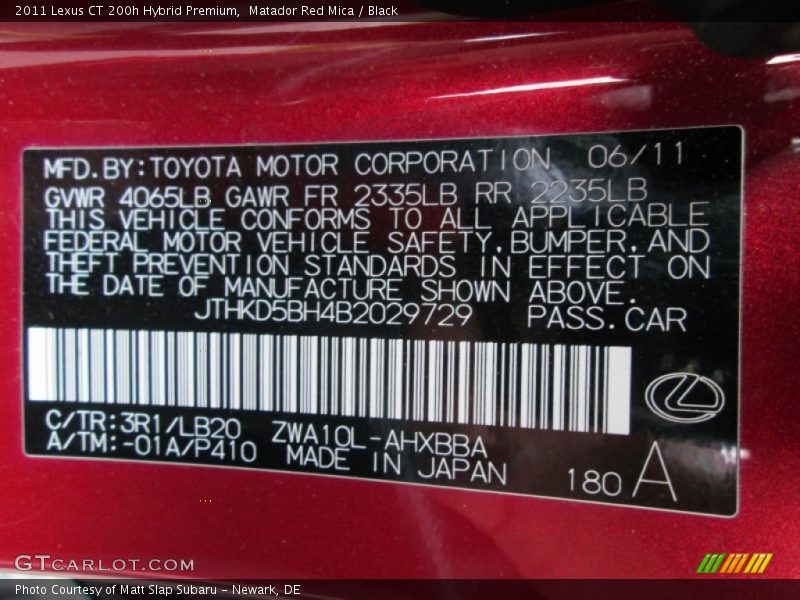 2011 Lexus CT 200h Hybrid Premium,  Matador Red Mica / Black
MFD.BY:TOYOTA MOTOR CORPORATION 06/11
GVWR 4065LB GAWR FR 2335LB RR 2235LB
THIS VEHICLE CONFORMS TO ALL APPLICABLE
FEDERAL MOTOR VEHICLE SAFETY,BUMPER,AND
THEFT PREVENTION STANDARDS IN EFFECT ON
THE DATE OF MANUFACTURE SHOWN ABOVE.
JTHKD5BH4B2029729 PASS.CAR
C/TR:3R1/LB20 ZWA10L-AHXBBA
A/TM:-01A/P410 MADE IN JAPAN
180 A
GTCARLOT.COM
Photo Courtesy of Matt Slap Subaru - Newark, DE